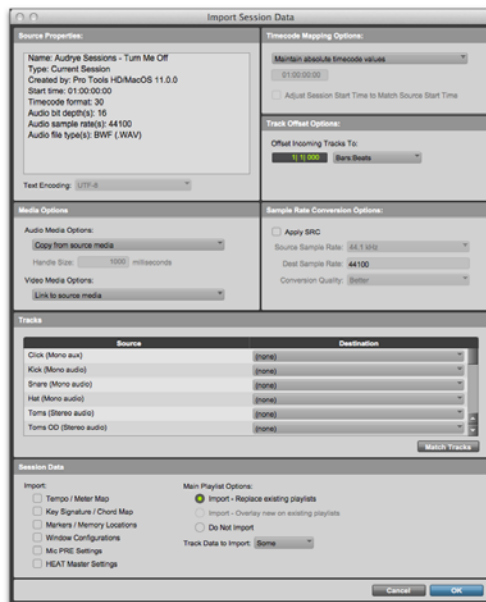 Import Session Data
Source Properties:
Name: Audrye Sessions - Turn Me Off
Type: Current Session
Created by: Pro Tools HD/MacOS 11.0.0
Start time: 01:00:00:00
Timecode format: 30
Audio bit depth(s): 16
Audio sample rate(s): 44100
Audio file type(s): BWF (.WAV)
Text Encoding: UTF-8
Timecode Mapping Options:
Maintain absolute timecode values
01:00:00:00
Adjust Session Start Time to Match Source Start Time
Track Offset Options:
Offset Incoming Tracks To:
1| 1| 000 Bars:Beats
Media Options
Audio Media Options:
Copy from source media
Handle Size: 1000 milliseconds
Video Media Options:
Link to source media
Sample Rate Conversion Options:
Apply SRC
Source Sample Rate: 44.1 kHz
Dest Sample Rate: 44100
Conversion Quality: Better
Tracks
Source Destination
Click (Mono aux) (none)
Kick (Mono audio) (none)
Snare (Mono audio) (none)
Hat (Mono audio) (none)
Toms (Stereo audio) (none)
Toms OD (Stereo audio) (none)
Match Tracks
Session Data
Import:
Tempo / Meter Map
Key Signature / Chord Map
Markers / Memory Locations
Window Configurations
Mic PRE Settings
HEAT Master Settings
Main Playlist Options:
Import - Replace existing playlists
Import - Overlay new on existing playlists
Do Not Import
Track Data to Import: Some
Cancel OK